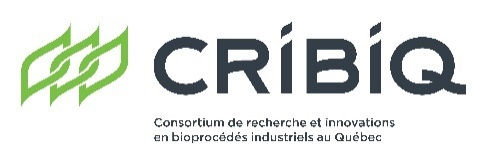 CRIBIQ
Consortium de recherche et innovations
en bioprocédés industriels au Québec